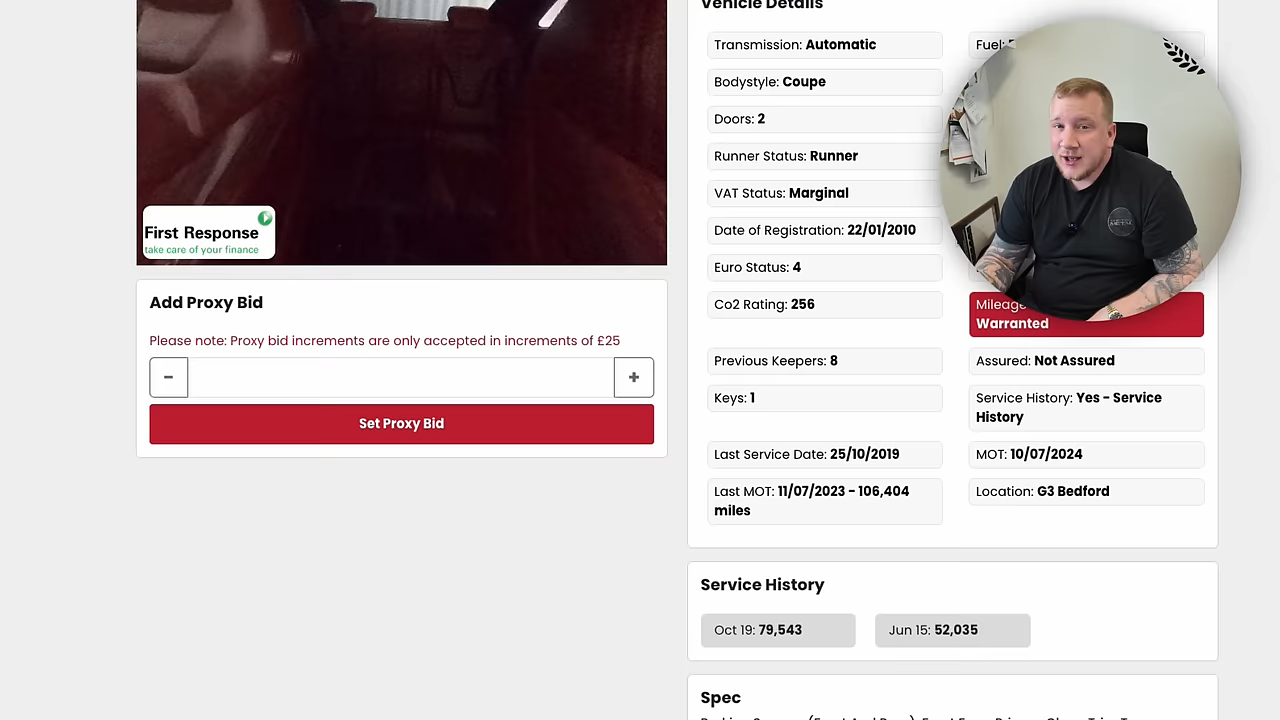 Vehicle Details
Transmission: Automatic
Fuel:
Bodystyle: Coupe
Doors: 2
Runner Status: Runner
VAT Status: Marginal
Date of Registration: 22/01/2010
Euro Status: 4
Co2 Rating: 256
Mileage
Warranted
Previous Keepers: 8
Assured: Not Assured
Keys: 1
Service History: Yes - Service
History
Last Service Date: 25/10/2019
MOT: 10/07/2024
Last MOT: 11/07/2023 - 106,404
miles
Location: G3 Bedford
Service History
Oct 19: 79,543
Jun 15: 52,035
Spec
First Response
take care of your finance
Add Proxy Bid
Please note: Proxy bid increments are only accepted in increments of £25
Set Proxy Bid